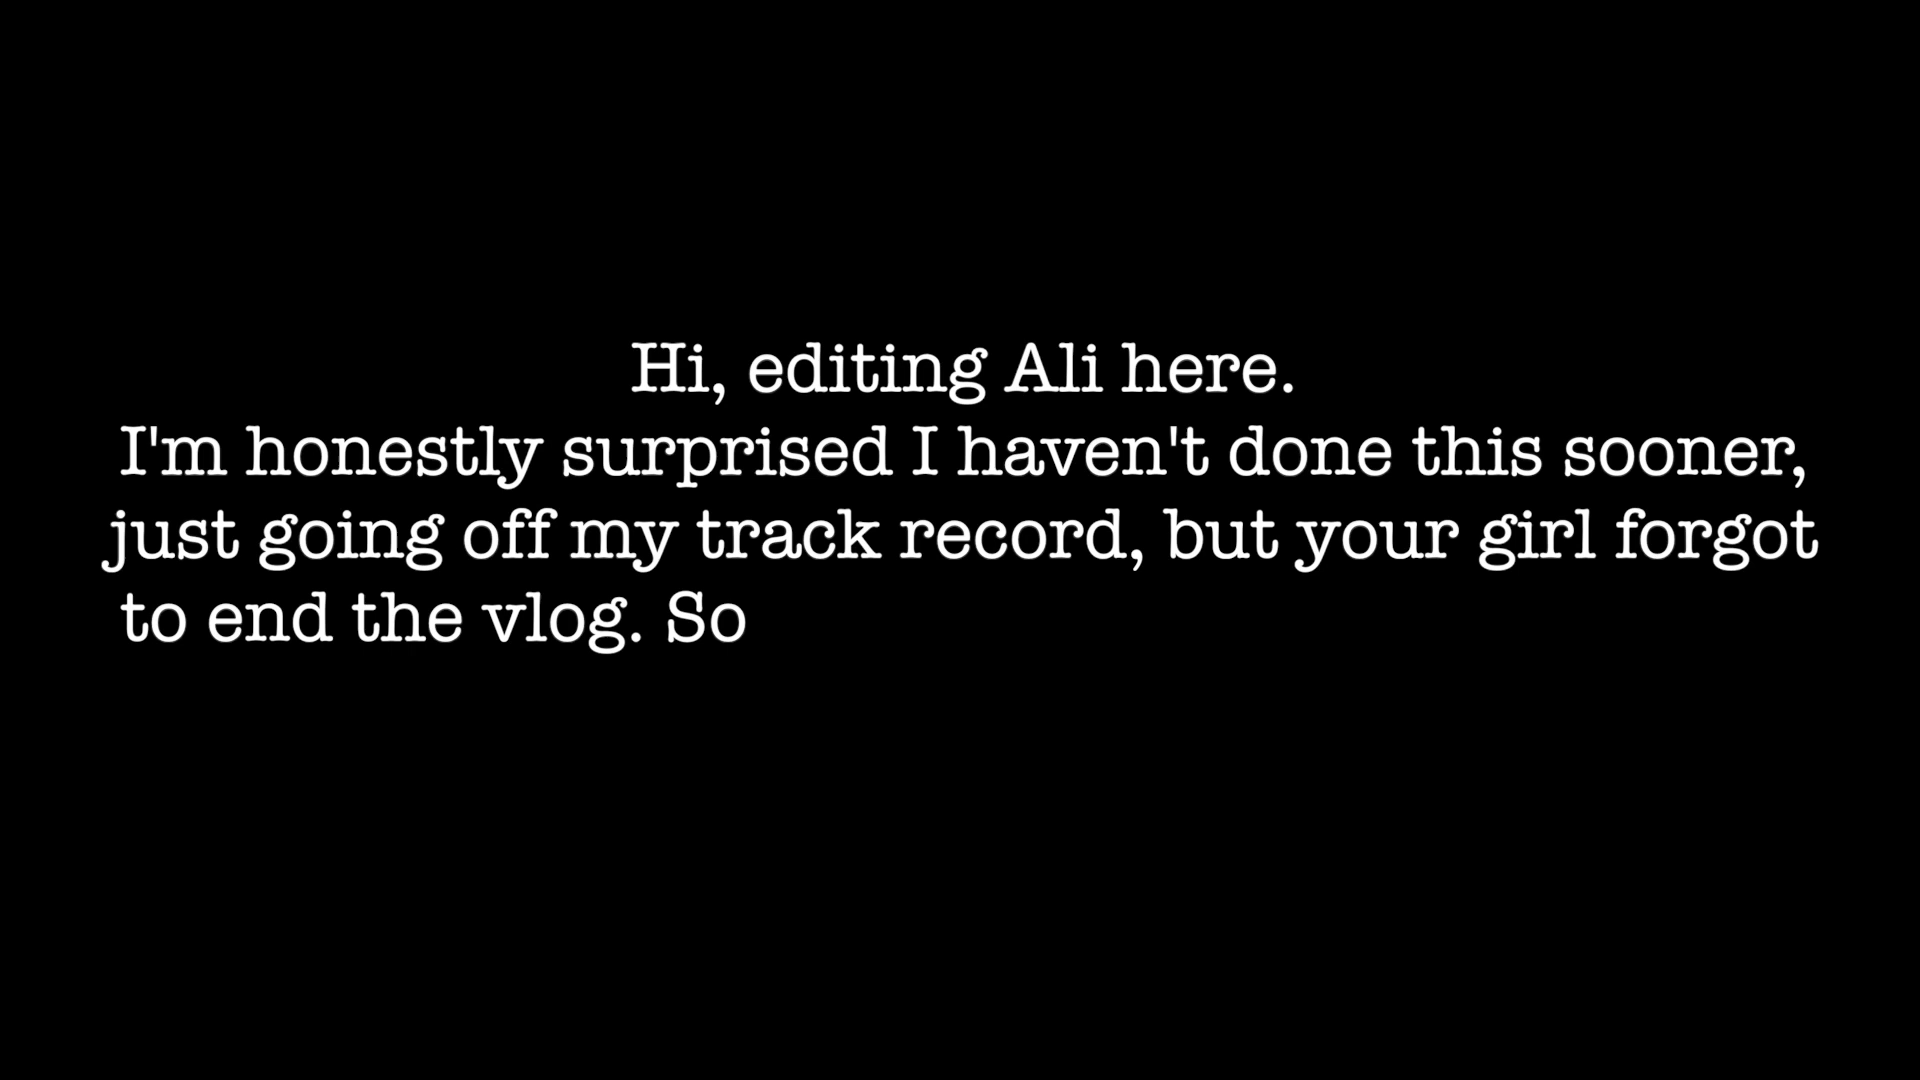 Hi, editing Ali here.
I'm honestly surprised I haven't done this sooner,
just going off my track record, but your girl forgot
to end the vlog. So